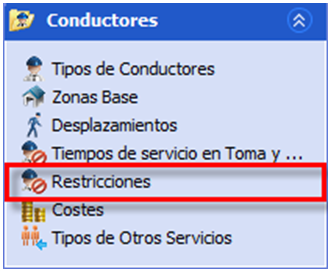 Conductores
Tipos de Conductores
Zonas Base
Desplazamientos
Tiempos de servicio en Toma y ...
Restricciones
Costes
Tipos de Otros Servicios